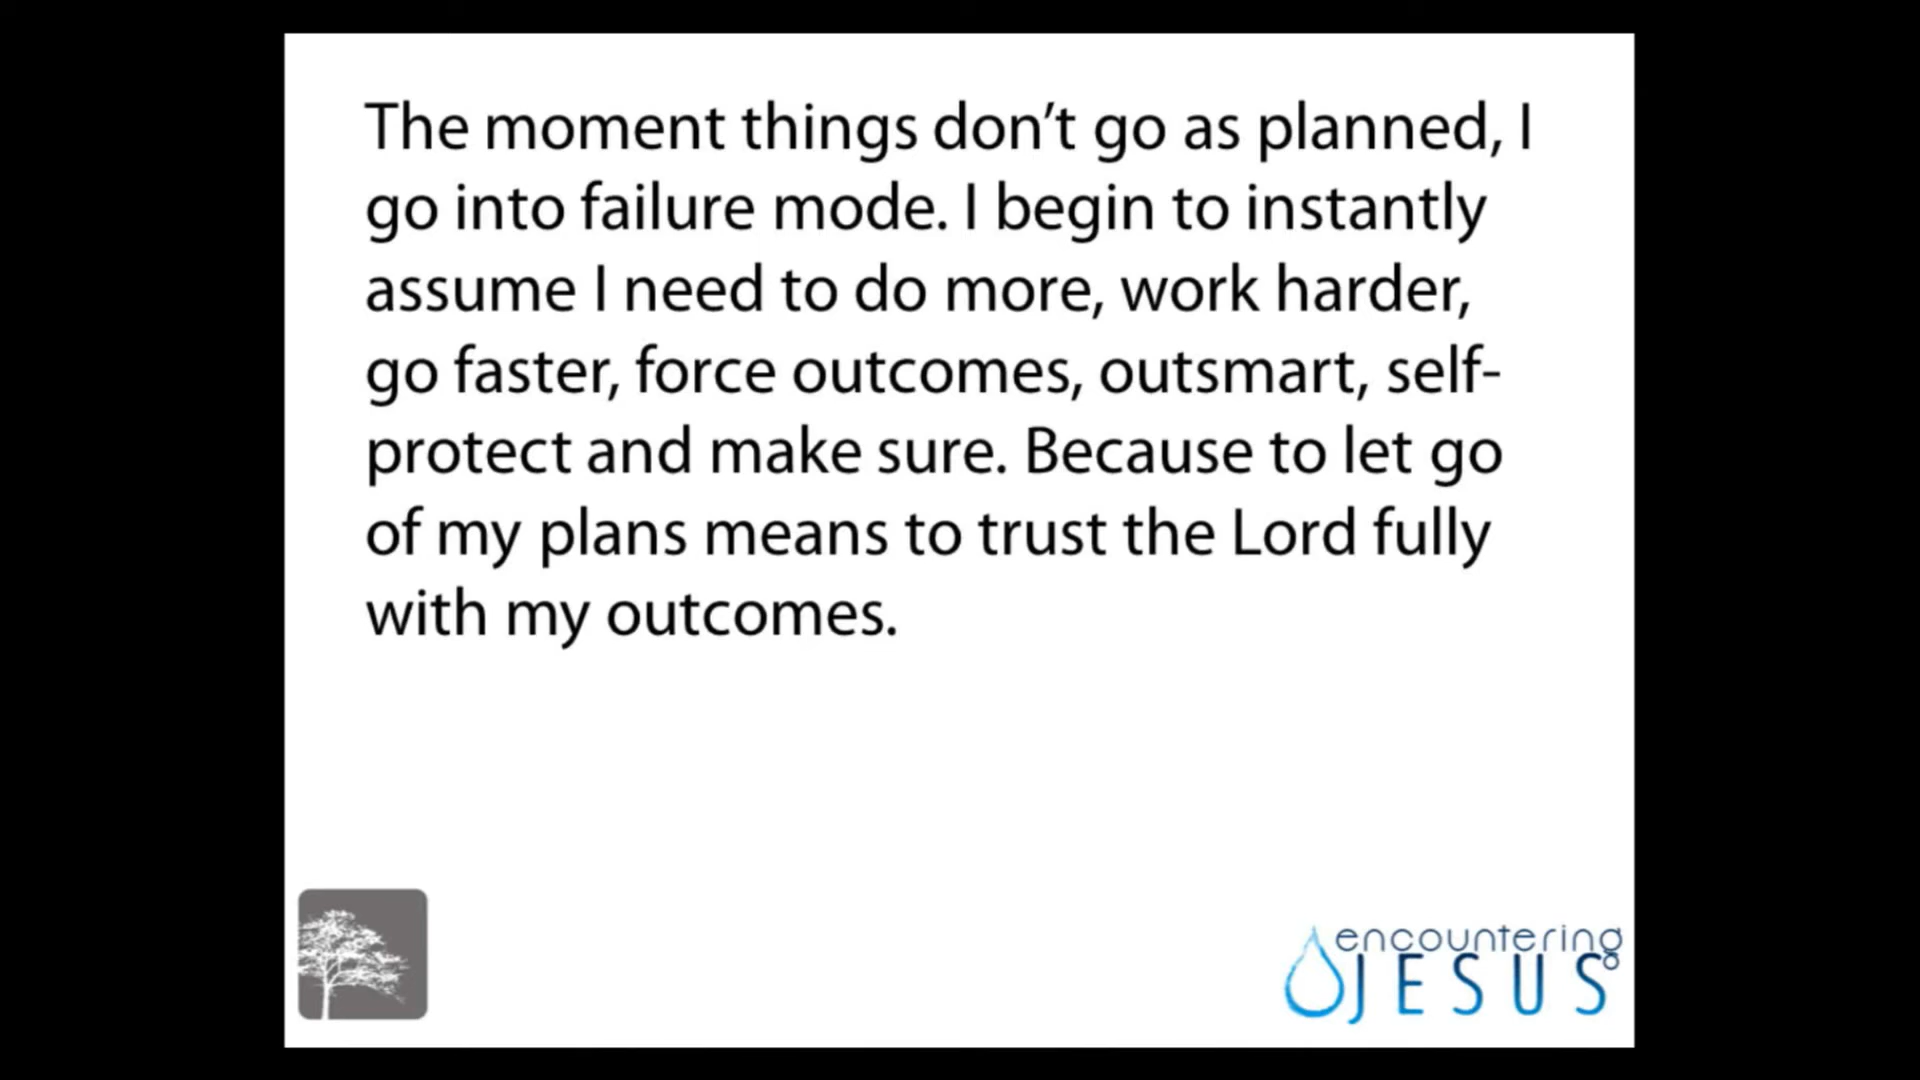 The moment things don’t go as planned, I
go into failure mode. I begin to instantly
assume I need to do more, work harder,
go faster, force outcomes, outsmart, self-
protect and make sure. Because to let go
of my plans means to trust the Lord fully
with my outcomes.
encountering
JESUS